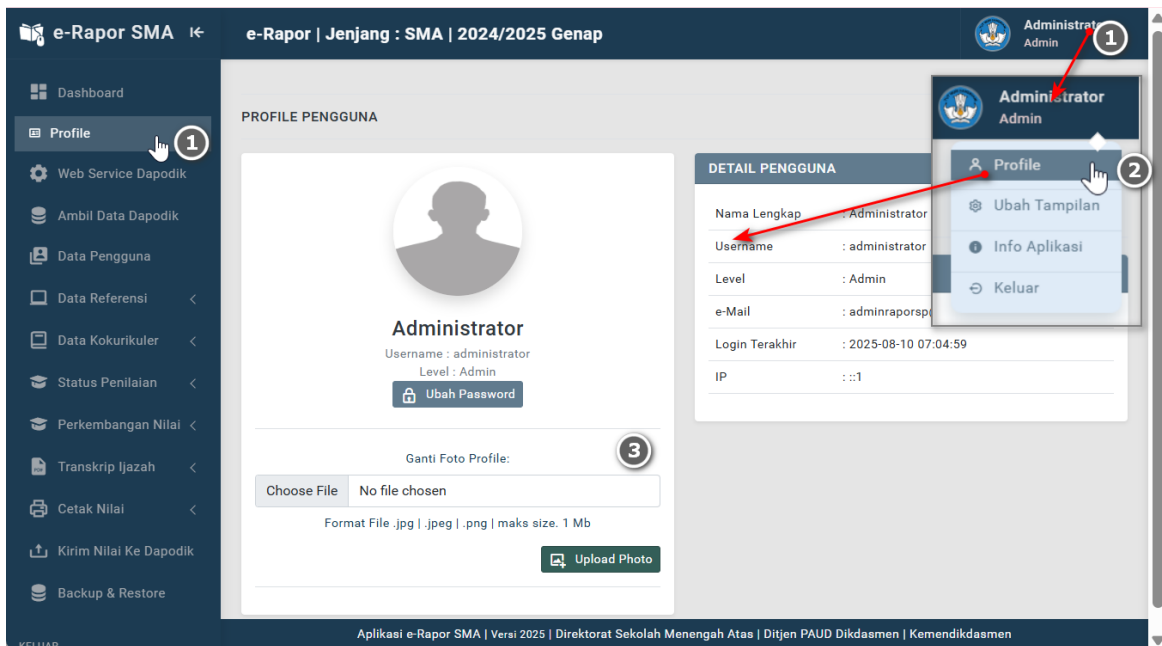 e-Rapor SMA
e-Rapor | Jenjang : SMA | 2024/2025 Genap
Administrator
Admin
1
Administrator
Admin
Profile
2
Ubah Tampilan
Info Aplikasi
Keluar
Dashboard
Profile
1
Web Service Dapodik
Ambil Data Dapodik
Data Pengguna
Data Referensi
Data Kokurikuler
Status Penilaian
Perkembangan Nilai
Transkrip Ijazah
Cetak Nilai
Kirim Nilai Ke Dapodik
Backup & Restore
PROFILE PENGGUNA
Administrator
Username : administrator
Level : Admin
Ubah Password
3
Ganti Foto Profile:
Choose File No file chosen
Format File .jpg | .jpeg | .png | maks size. 1 Mb
Upload Photo
DETAIL PENGGUNA
Nama Lengkap : Administrator
Username : administrator
Level : Admin
e-Mail : adminraporsp
Login Terakhir : 2025-08-10 07:04:59
IP : ::1
Aplikasi e-Rapor SMA | Versi 2025 | Direktorat Sekolah Menengah Atas | Ditjen PAUD Dikdasmen | Kemendikdasmen